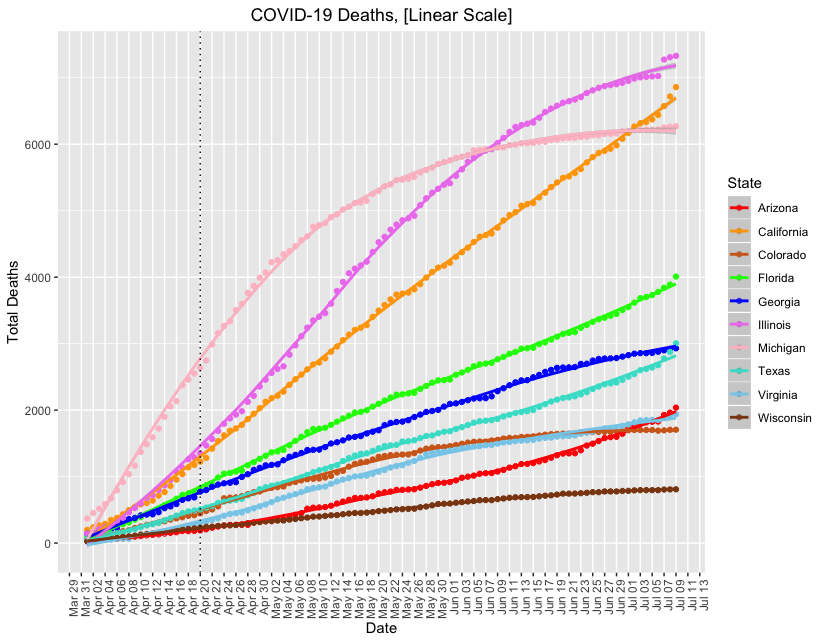 COVID-19 Deaths, [Linear Scale]
Total Deaths
6000
4000
2000
0
Mar 29
Mar 31
Apr 02
Apr 04
Apr 06
Apr 08
Apr 10
Apr 12
Apr 14
Apr 16
Apr 18
Apr 20
Apr 22
Apr 24
Apr 26
Apr 28
Apr 30
May 02
May 04
May 06
May 08
May 10
May 12
May 14
May 16
May 18
May 20
May 22
May 24
May 26
May 28
May 30
Jun 01
Jun 03
Jun 05
Jun 07
Jun 09
Jun 11
Jun 13
Jun 15
Jun 17
Jun 19
Jun 21
Jun 23
Jun 25
Jun 27
Jun 29
Jul 01
Jul 03
Jul 05
Jul 07
Jul 09
Jul 11
Jul 13
Date
State
Arizona
California
Colorado
Florida
Georgia
Illinois
Michigan
Texas
Virginia
Wisconsin